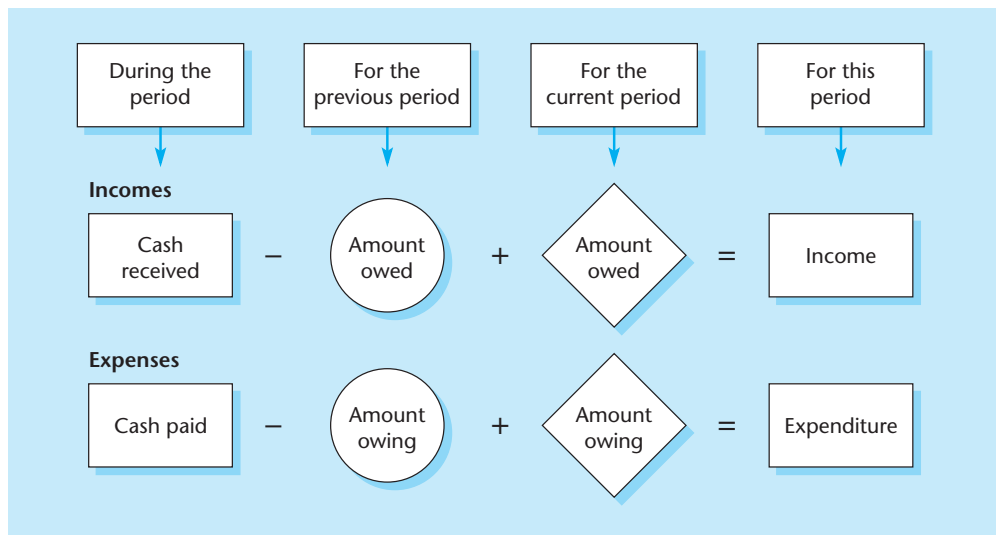 During the
period
For the
previous period
For the
current period
For this
period
Incomes
Cash
received
–
Amount
owed
+
Amount
owed
=
Income
Expenses
Cash paid
–
Amount
owing
+
Amount
owing
=
Expenditure